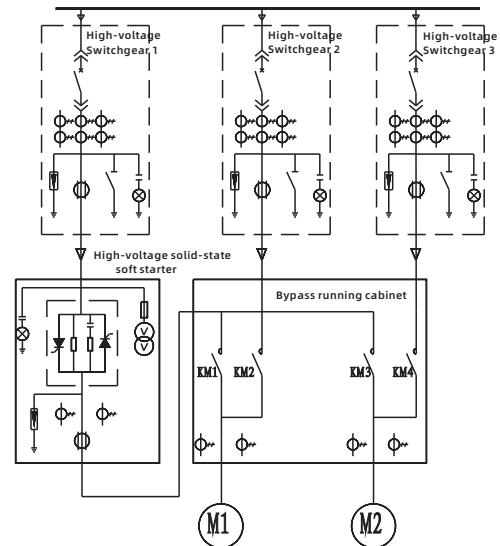 High-voltage
Switchgear 1
High-voltage
Switchgear 2
High-voltage
Switchgear 3
High-voltage solid-state
soft starter
Bypass running cabinet
V
V
KM1
KM2
KM3
KM4
M1
M2